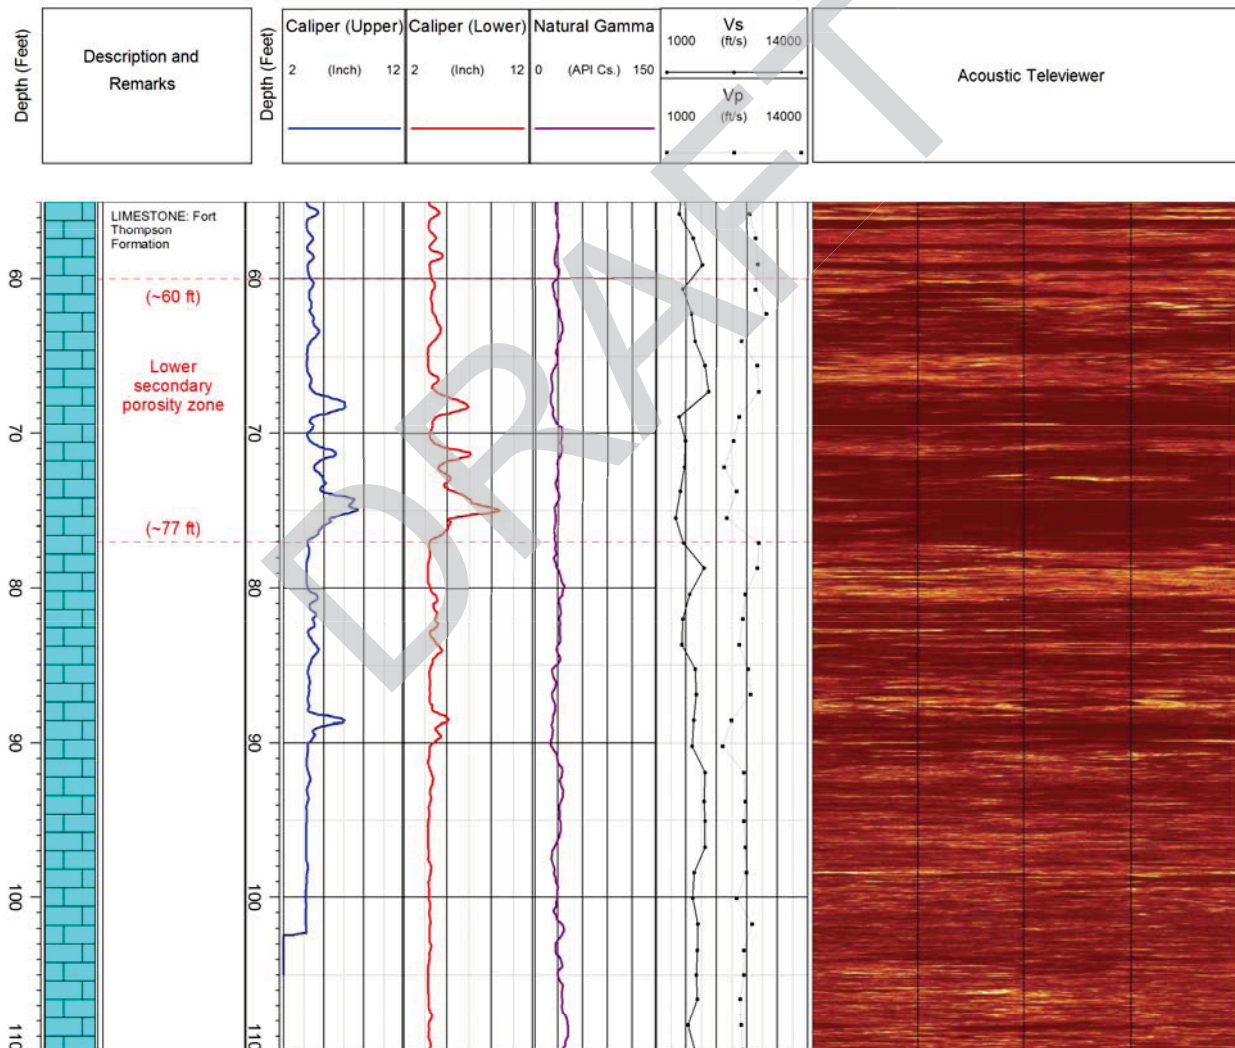 Depth (Feet)
Description and
Remarks
Depth (Feet)
Caliper (Upper)
2 (Inch) 12
Caliper (Lower)
2 (Inch) 12
Natural Gamma
0 (API Cs.) 150
Vs
1000 (ft/s) 14000
Vp
1000 (ft/s) 14000
Acoustic Televiewer
LIMESTONE: Fort
Thompson
Formation
60
60
(~60 ft)
Lower
secondary
porosity zone
70
70
(~77 ft)
80
80
90
90
100
100
110
110
DRAFT